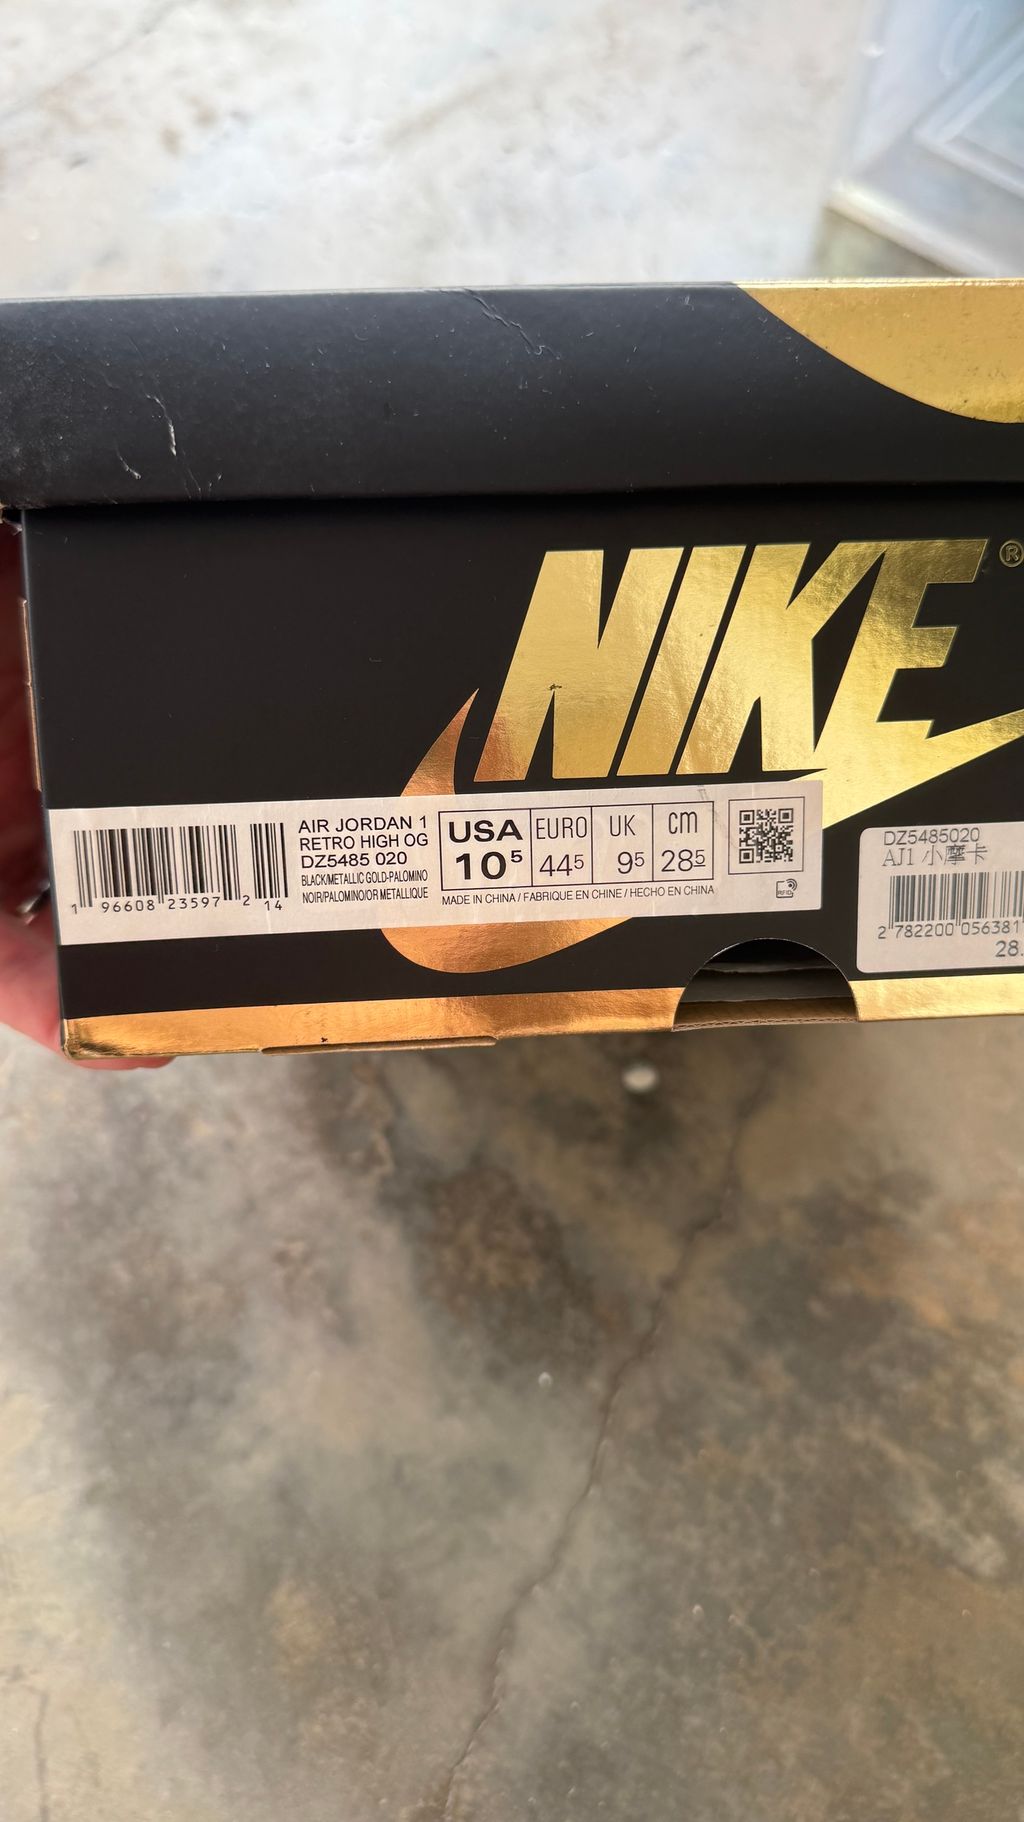 NIKE®
AIR JORDAN 1
RETRO HIGH OG
DZ5485 020
BLACK/METALLIC GOLD-PALOMINO
NOIR/PALOMINO/OR METALLIQUE
1 96608 23597 2 14
USA EURO UK cm
10⁵ 44⁵ 9⁵ 28⁵
MADE IN CHINA / FABRIQUE EN CHINE / HECHO EN CHINA
RFID
DZ5485020
AJ1 小摩卡
2 782200 056381
28.